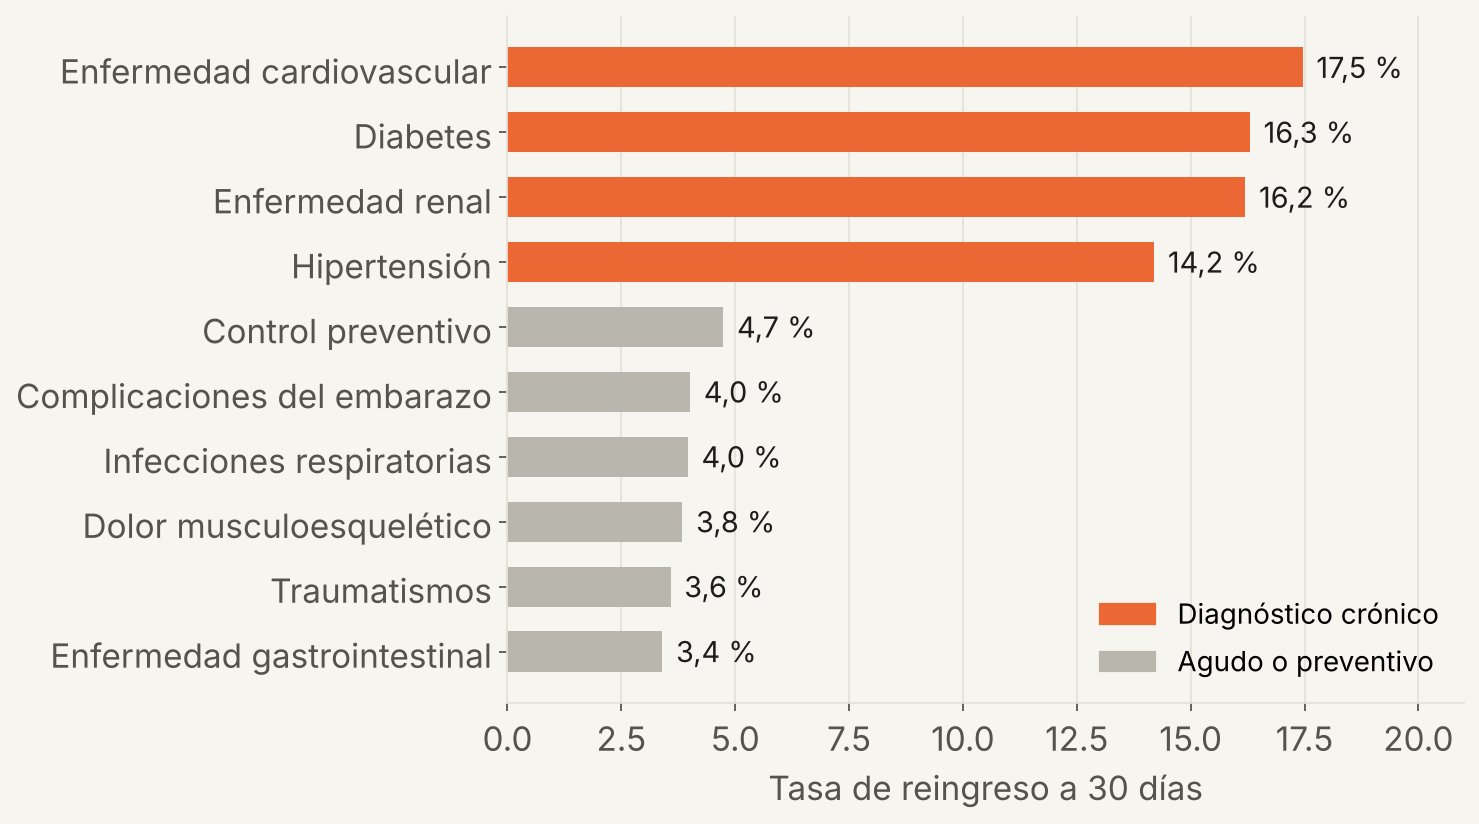 Enfermedad cardiovascular 17,5 %
Diabetes 16,3 %
Enfermedad renal 16,2 %
Hipertensión 14,2 %
Control preventivo 4,7 %
Complicaciones del embarazo 4,0 %
Infecciones respiratorias 4,0 %
Dolor musculoesquelético 3,8 %
Traumatismos 3,6 %
Enfermedad gastrointestinal 3,4 %
Diagnóstico crónico
Agudo o preventivo
0.0 2.5 5.0 7.5 10.0 12.5 15.0 17.5 20.0
Tasa de reingreso a 30 días